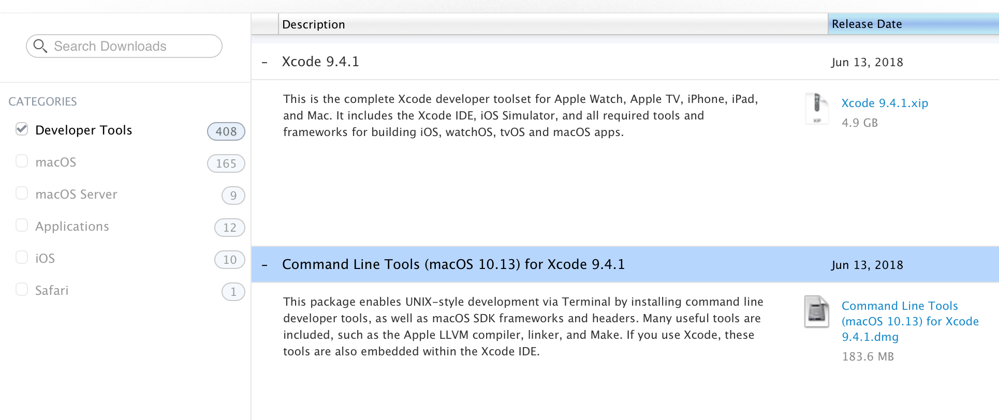 Search Downloads
CATEGORIES
Developer Tools 408
macOS 165
macOS Server 9
Applications 12
iOS 10
Safari 1
Description Release Date
– Xcode 9.4.1 Jun 13, 2018
This is the complete Xcode developer toolset for Apple Watch, Apple TV, iPhone, iPad,
and Mac. It includes the Xcode IDE, iOS Simulator, and all required tools and
frameworks for building iOS, watchOS, tvOS and macOS apps.
XIP
Xcode 9.4.1.xip
4.9 GB
– Command Line Tools (macOS 10.13) for Xcode 9.4.1 Jun 13, 2018
This package enables UNIX-style development via Terminal by installing command line
developer tools, as well as macOS SDK frameworks and headers. Many useful tools are
included, such as the Apple LLVM compiler, linker, and Make. If you use Xcode, these
tools are also embedded within the Xcode IDE.
Command Line Tools
(macOS 10.13) for Xcode
9.4.1.dmg
183.6 MB